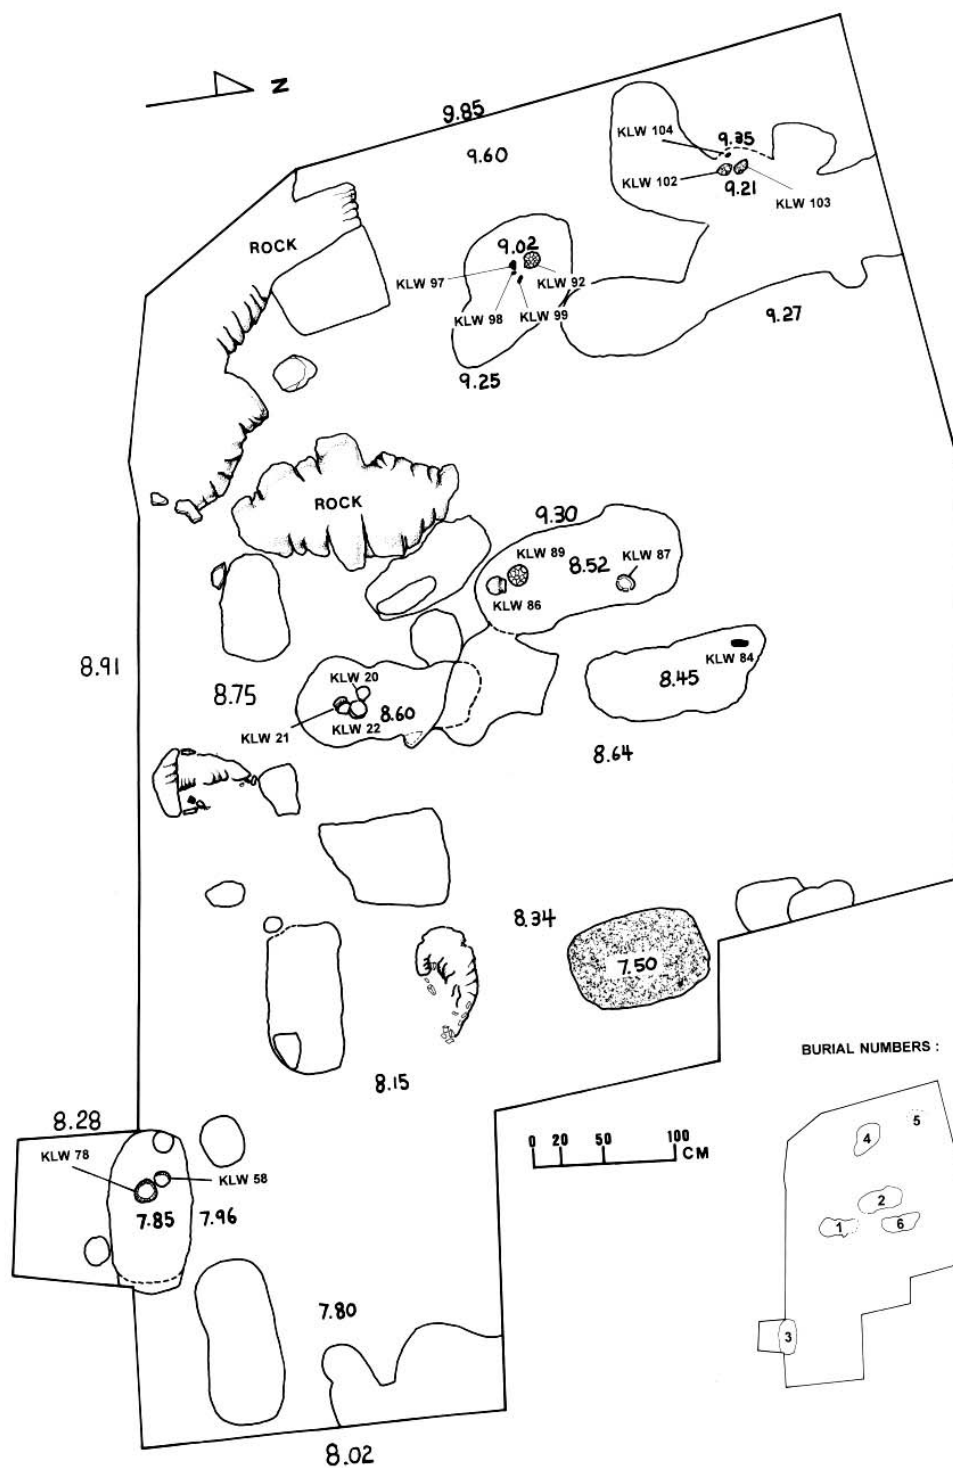 N
9.85
9.60
KLW 104
9.35
KLW 102
9.21
KLW 103
ROCK
9.02
KLW 97
KLW 92
KLW 98
KLW 99
9.27
9.25
ROCK
9.30
KLW 89
8.52
KLW 87
KLW 86
8.91
8.75
KLW 20
8.60
KLW 21
KLW 22
KLW 84
8.45
8.64
8.34
7.50
BURIAL NUMBERS :
8.15
8.28
KLW 78
KLW 58
7.85
7.96
0 20 50 100
CM
5
4
2
1
6
3
7.80
8.02